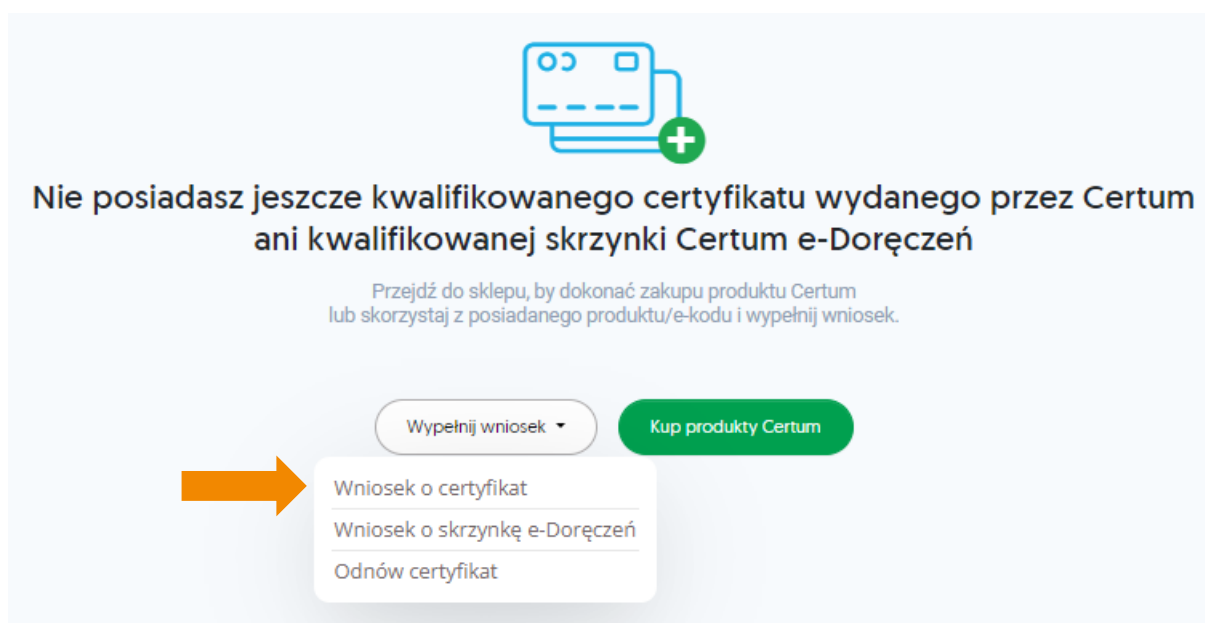 Nie posiadasz jeszcze kwalifikowanego certyfikatu wydanego przez Certum
ani kwalifikowanej skrzynki Certum e-Doręczeń
Przejdź do sklepu, by dokonać zakupu produktu Certum
lub skorzystaj z posiadanego produktu/e-kodu i wypełnij wniosek.
Wypełnij wniosek
Kup produkty Certum
Wniosek o certyfikat
Wniosek o skrzynkę e-Doręczeń
Odnów certyfikat